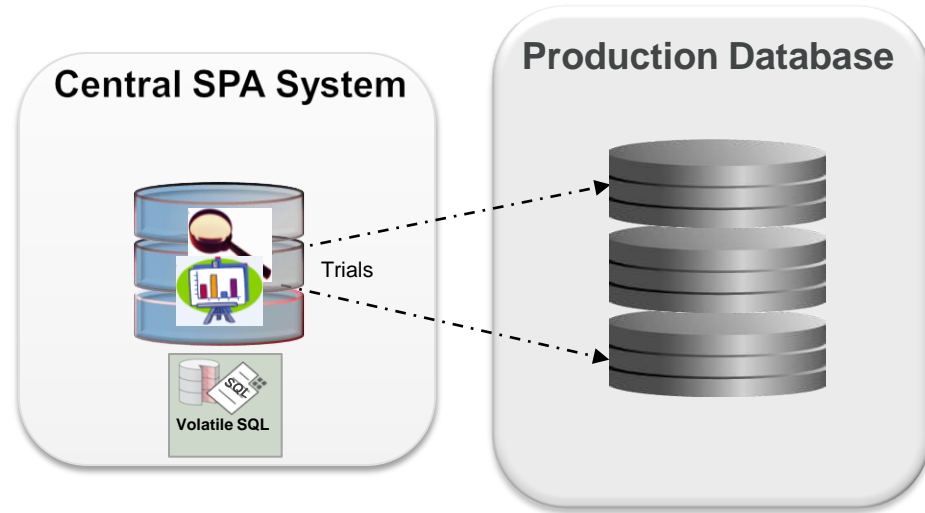 Central SPA System
Production Database
Trials
SQL
Volatile SQL